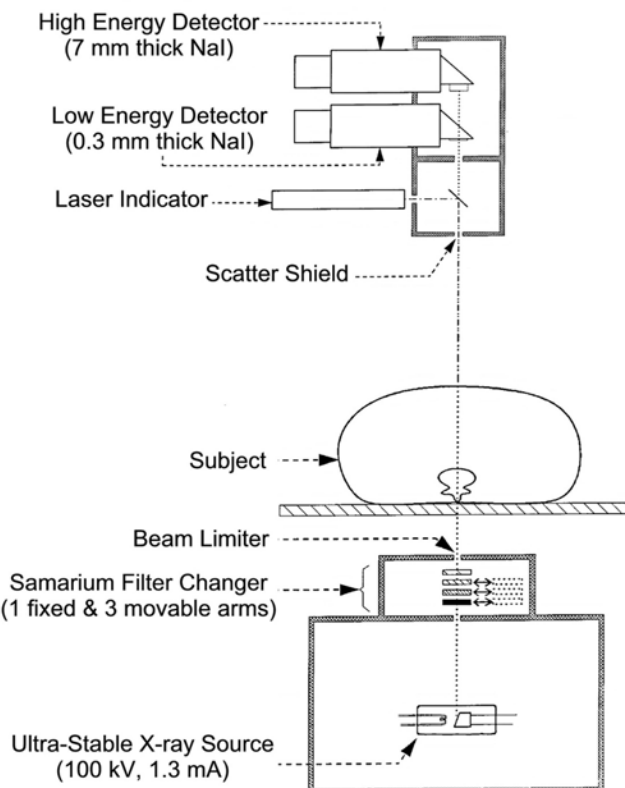 High Energy Detector
(7 mm thick NaI)
Low Energy Detector
(0.3 mm thick NaI)
Laser Indicator
Scatter Shield
Subject
Beam Limiter
Samarium Filter Changer
(1 fixed & 3 movable arms)
Ultra-Stable X-ray Source
(100 kV, 1.3 mA)